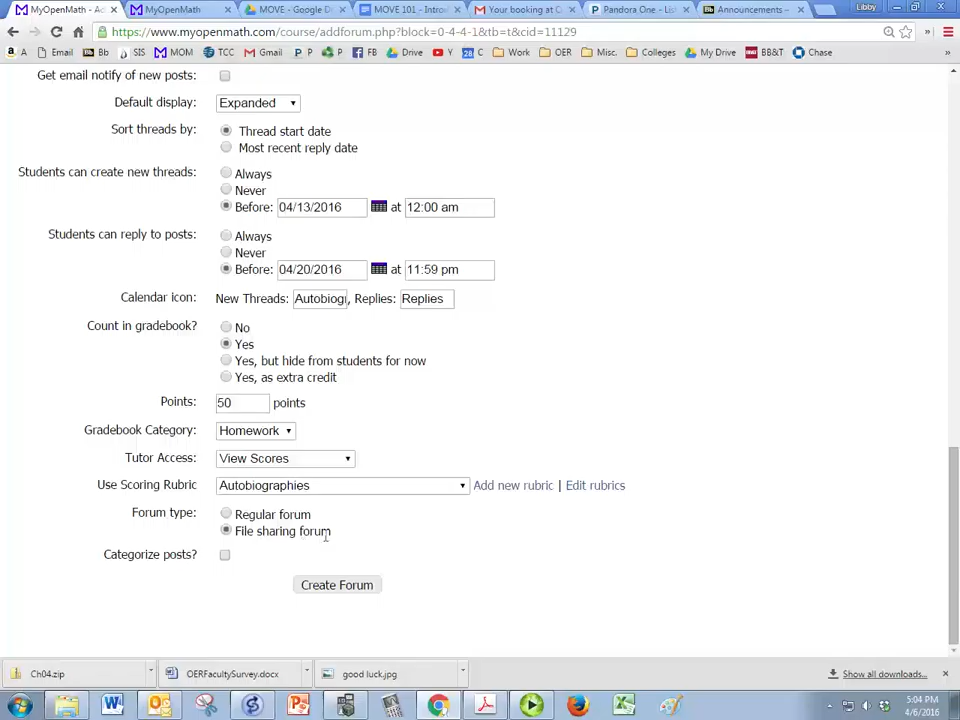 MyOpenMath - Ad
MyOpenMath
MOVE - Google D
MOVE 101 - Introd
Your booking at C
Pandora One - List
Announcements –
Libby
https://www.myopenmath.com/course/addforum.php?block=0-4-4-1&tb=t&cid=11129
A
Email
Bb
SIS
MOM
TCC
Gmail
P
Drive
FB
Y
C
Work
OER
Misc.
Colleges
My Drive
BB&T
Chase
Get email notify of new posts:
Default display: Expanded
Sort threads by: Thread start date
Most recent reply date
Students can create new threads: Always
Never
Before: 04/13/2016 at 12:00 am
Students can reply to posts: Always
Never
Before: 04/20/2016 at 11:59 pm
Calendar icon: New Threads: Autobiog, Replies: Replies
Count in gradebook? No
Yes
Yes, but hide from students for now
Yes, as extra credit
Points: 50 points
Gradebook Category: Homework
Tutor Access: View Scores
Use Scoring Rubric Autobiographies Add new rubric | Edit rubrics
Forum type: Regular forum
File sharing forum
Categorize posts?
Create Forum
Ch04.zip
OERFacultySurvey.docx
good luck.jpg
Show all downloads...
5:04 PM
4/6/2016